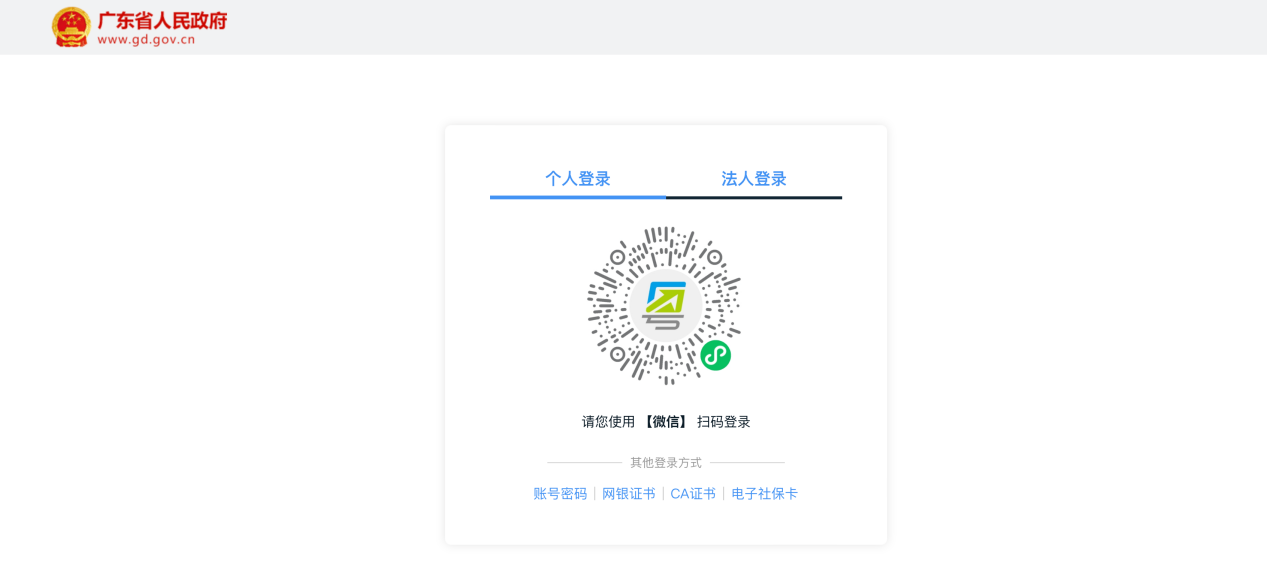 广东省人民政府
www.gd.gov.cn
个人登录 法人登录
请您使用 【微信】 扫码登录
其他登录方式
账号密码 | 网银证书 | CA证书 | 电子社保卡